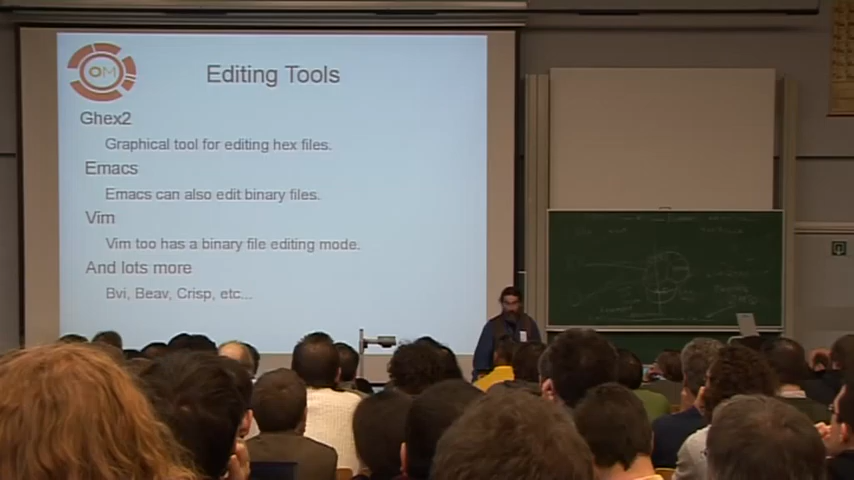 OM
Editing Tools
Ghex2
Graphical tool for editing hex files.
Emacs
Emacs can also edit binary files.
Vim
Vim too has a binary file editing mode.
And lots more
Bvi, Beav, Crisp, etc...